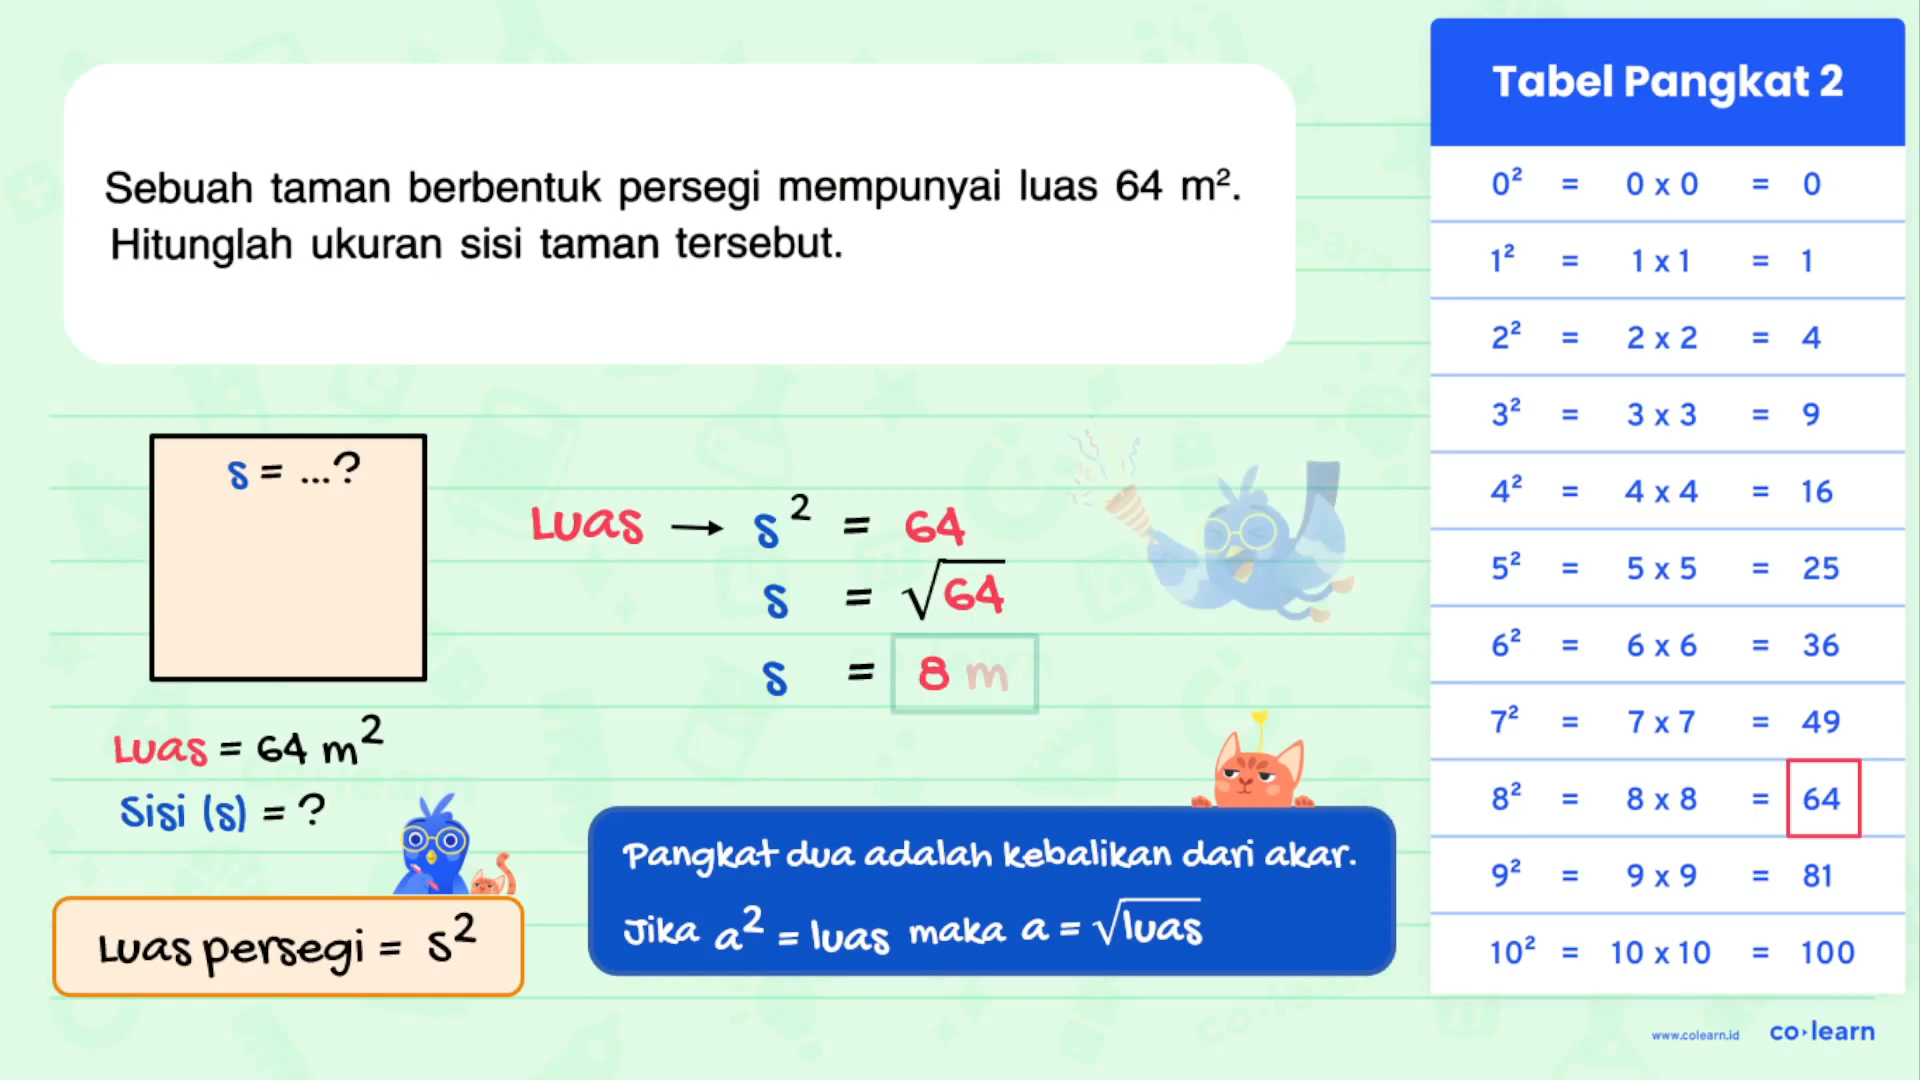 Sebuah taman berbentuk persegi mempunyai luas 64 m².
Hitunglah ukuran sisi taman tersebut.
s = ...?
Luas = 64 m²
Sisi (s) = ?
Luas persegi = s²
Luas → s² = 64
s = √64
s = 8 m
Pangkat dua adalah kebalikan dari akar.
Jika a² = luas maka a = √luas
Tabel Pangkat 2
0² = 0 x 0 = 0
1² = 1 x 1 = 1
2² = 2 x 2 = 4
3² = 3 x 3 = 9
4² = 4 x 4 = 16
5² = 5 x 5 = 25
6² = 6 x 6 = 36
7² = 7 x 7 = 49
8² = 8 x 8 = 64
9² = 9 x 9 = 81
10² = 10 x 10 = 100
www.colearn.id co·learn